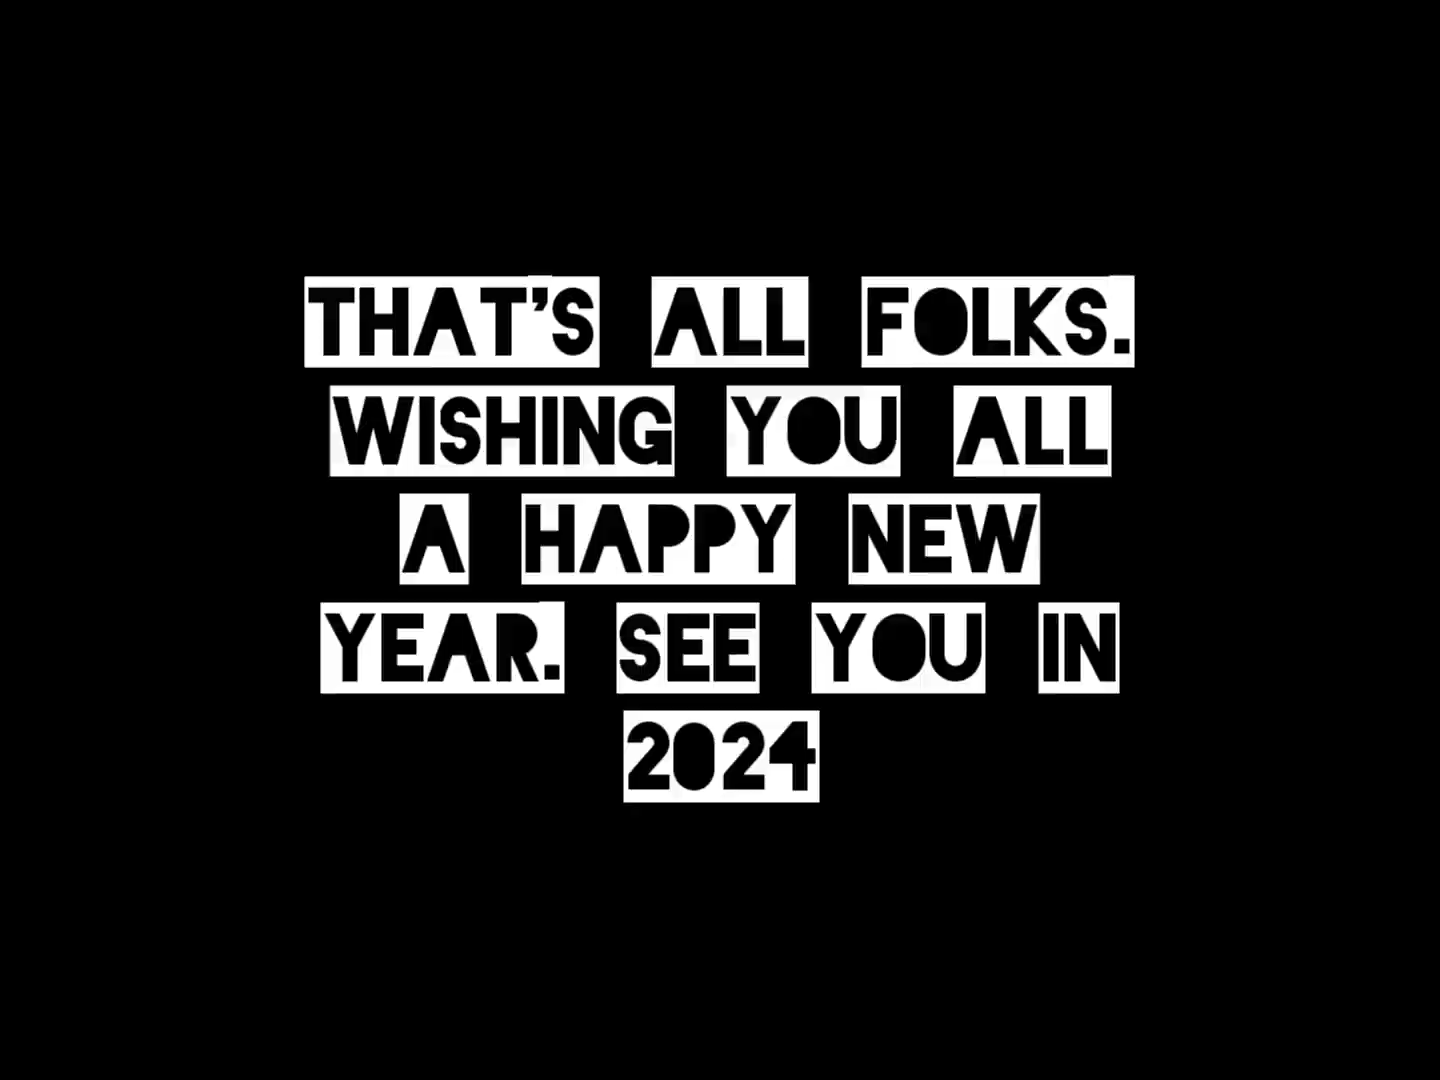 THAT'S ALL FOLKS.
WISHING YOU ALL
A HAPPY NEW
YEAR. SEE YOU IN
2024